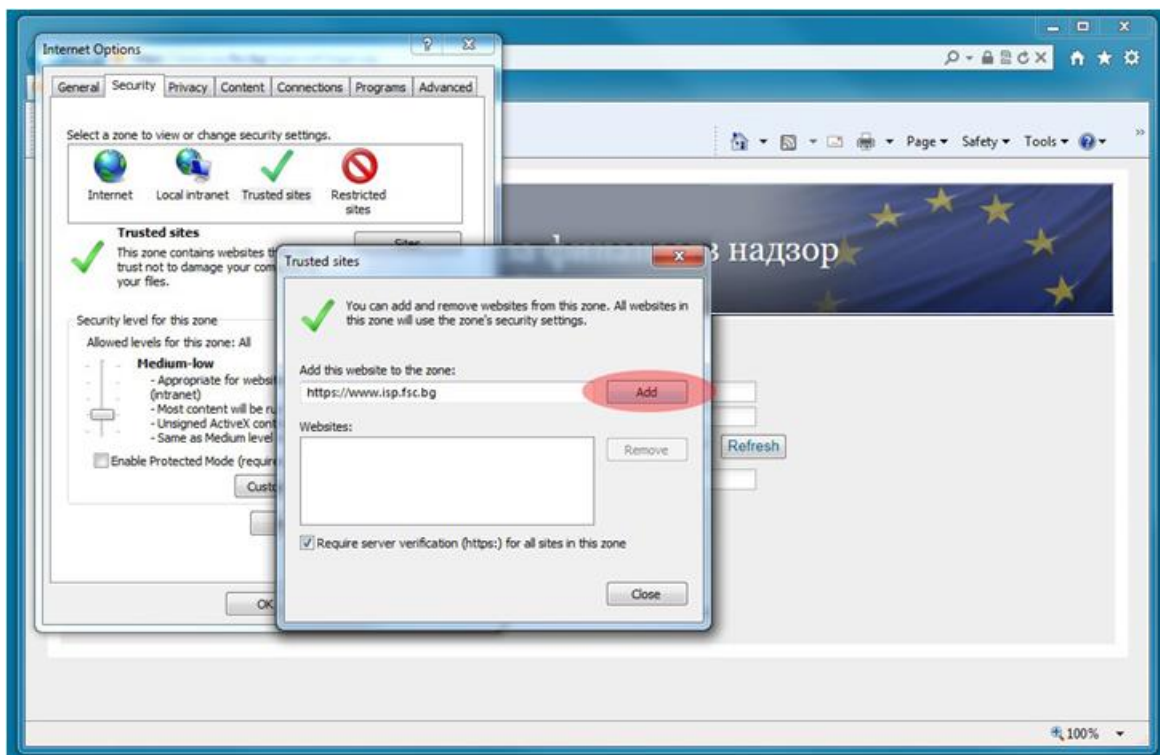 Internet Options
General Security Privacy Content Connections Programs Advanced
Page Safety Tools
Select a zone to view or change security settings.
Internet Local intranet Trusted sites Restricted sites
Trusted sites
This zone contains websites
trust not to damage your
your files.
Sites
в надзор
Trusted sites
You can add and remove websites from this zone. All websites in
this zone will use the zone's security settings.
Security level for this zone
Allowed levels for this zone: All
Medium-low
- Appropriate for
(intranet)
- Most content will be
- Unsigned ActiveX
- Same as Medium level
Enable Protected Mode
OK
Add this website to the zone:
https://www.isp.fsc.bg
Add
Websites:
Remove
Refresh
Require server verification (https:) for all sites in this zone
Close
100%